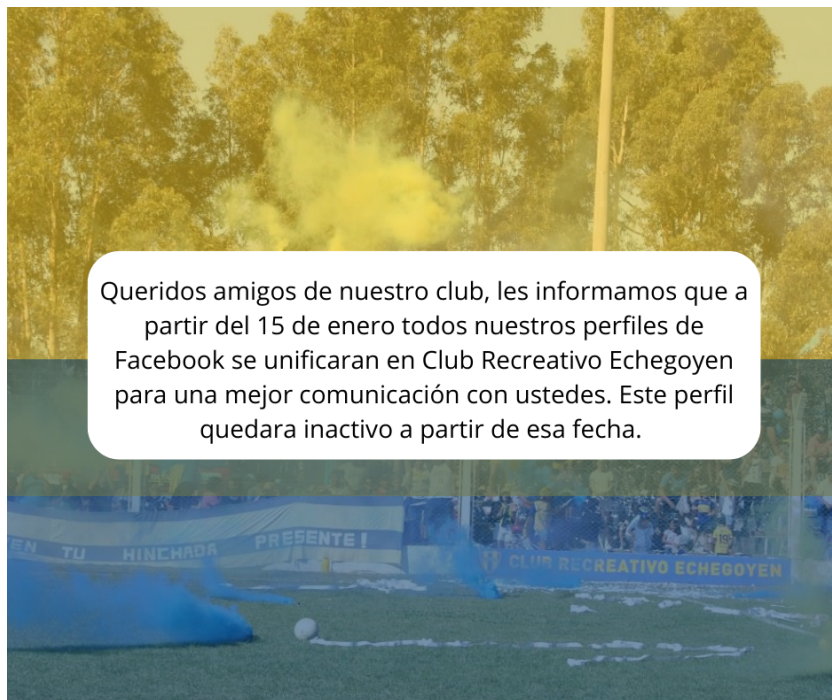 Queridos amigos de nuestro club, les informamos que a
partir del 15 de enero todos nuestros perfiles de
Facebook se unificaran en Club Recreativo Echegoyen
para una mejor comunicación con ustedes. Este perfil
quedara inactivo a partir de esa fecha.
EN TU HINCHADA PRESENTE!
CLUB RECREATIVO ECHEGOYEN
19